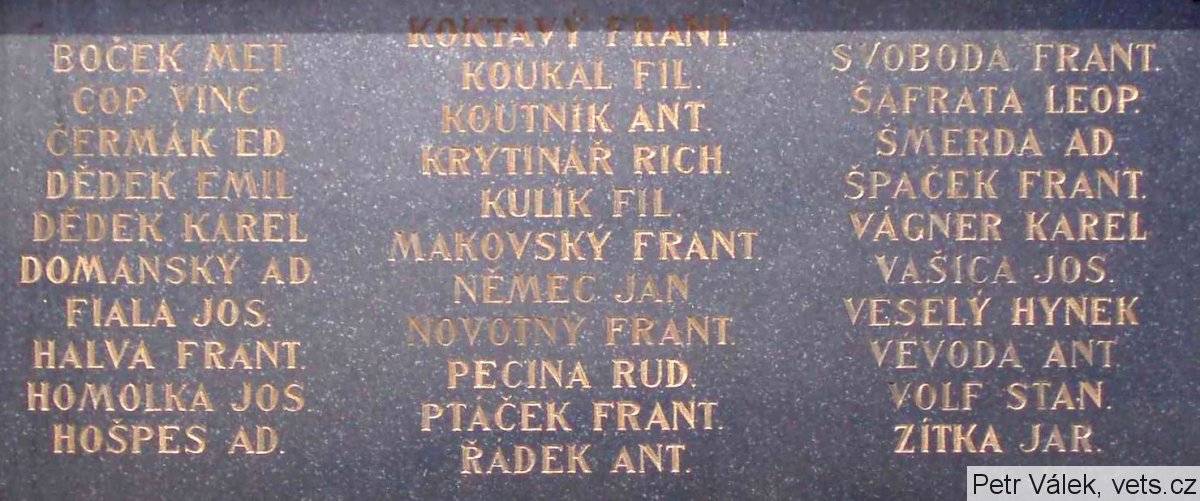 BOČEK MET
COP VINC
ČERMÁK ED
DĚDEK EMIL
DĚDEK KAREL
DOMANSKÝ AD.
FIALA JOS.
HALVA FRANT.
HOMOLKA JOS.
HOŠPES AD.
KOKTAVÝ FRANT.
KOUKAL FIL.
KOUTNÍK ANT.
KRYTINÁŘ RICH.
KULÍK FIL.
MAKOVSKÝ FRANT.
NĚMEC JAN
NOVOTNÝ FRANT.
PECINA RUD.
PTÁČEK FRANT.
ŘÁDEK ANT.
SVOBODA FRANT.
ŠAFRATA LEOP.
ŠMERDA AD.
ŠPAČEK FRANT.
VÁGNER KAREL
VAŠICA JOS.
VESELÝ HYNEK
VEVODA ANT
VOLF STAN.
ZÍTKA JAR.
Petr Válek, vets.cz